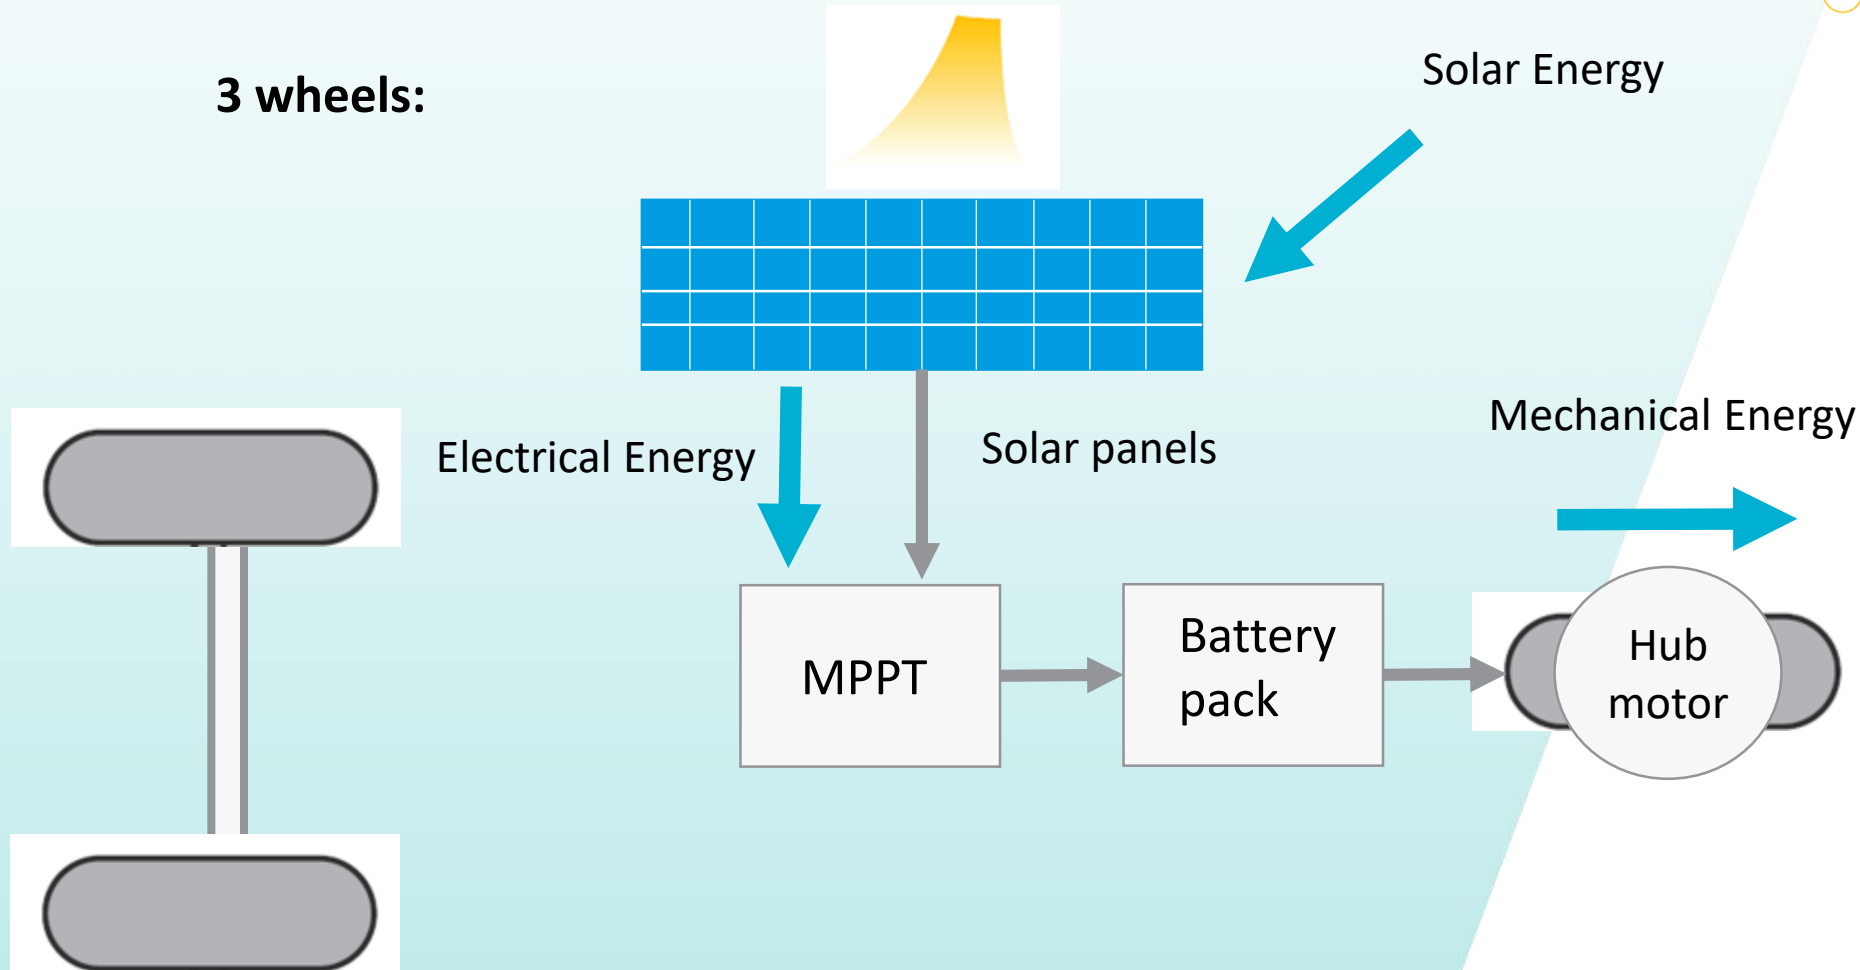 3 wheels:
Solar Energy
Electrical Energy
Solar panels
Mechanical Energy
MPPT
Battery
pack
Hub
motor